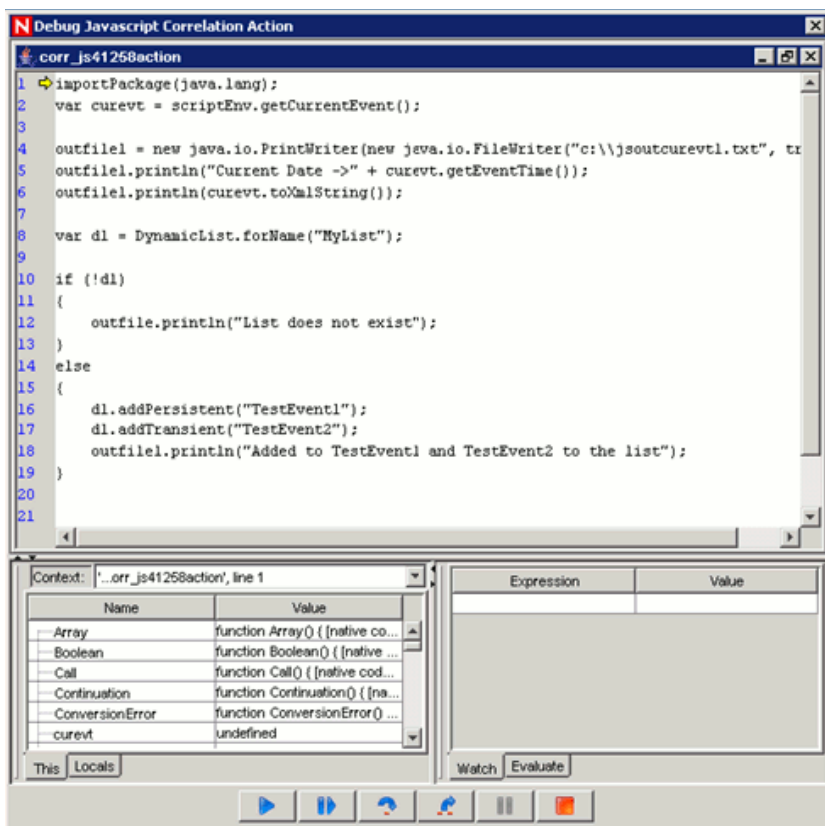 N Debug Javascript Correlation Action
corr_js41258action
1 importPackage(java.lang);
2 var curevt = scriptEnv.getCurrentEvent();
3
4 outfile1 = new java.io.PrintWriter(new java.io.FileWriter("c:\\jsoutcurevt1.txt", tr
5 outfile1.println("Current Date ->" + curevt.getEventTime());
6 outfile1.println(curevt.toXmlString());
7
8 var dl = DynamicList.forName("MyList");
9
10 if (!dl)
11 {
12 outfile.println("List does not exist");
13 }
14 else
15 {
16 dl.addPersistent("TestEvent1");
17 dl.addTransient("TestEvent2");
18 outfile1.println("Added to TestEvent1 and TestEvent2 to the list");
19 }
20
21
Context: '...orr_js41258action', line 1
Name Value
Array function Array() { [native co...
Boolean function Boolean() { [native ...
Call function Call() { [native cod...
Continuation function Continuation() { [na...
ConversionError function ConversionError() ...
curevt undefined
This Locals
Expression Value
Watch Evaluate